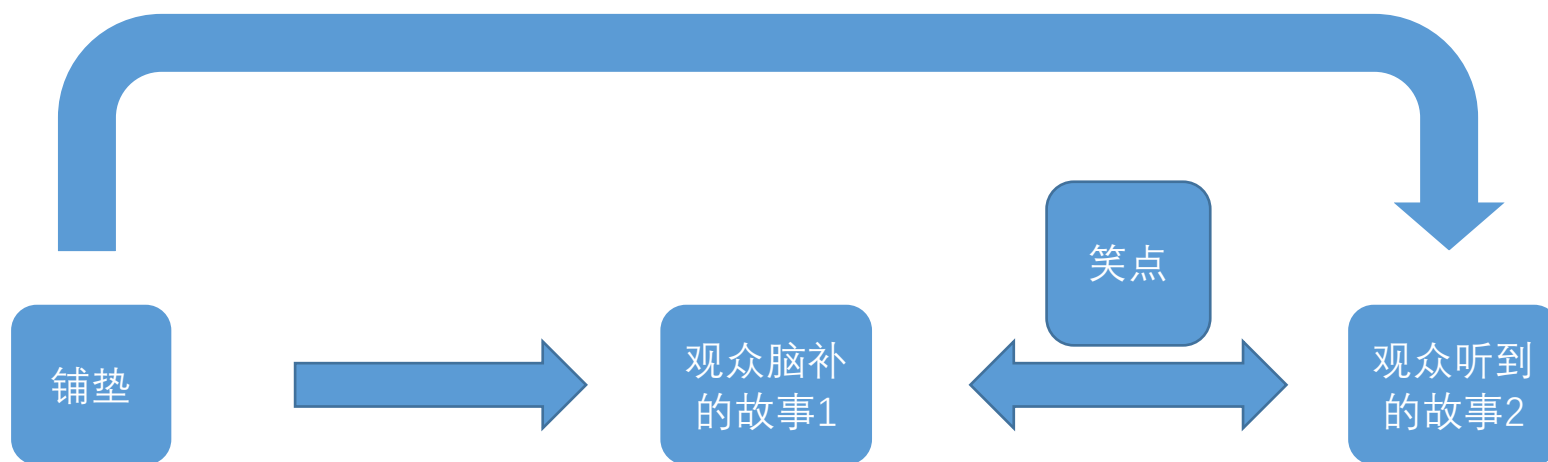 笑点
铺垫
观众脑补
的故事1
观众听到
的故事2